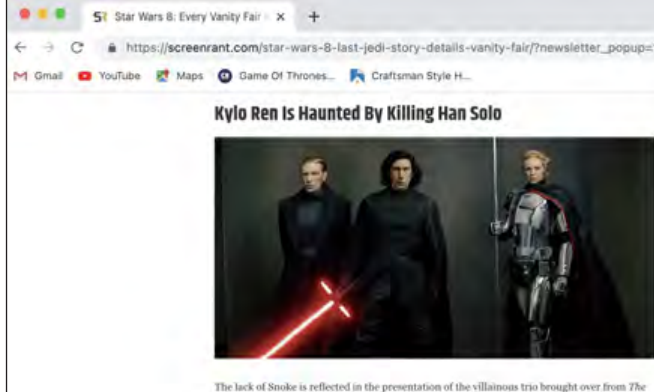 SR Star Wars 8: Every Vanity Fair × +
https://screenrant.com/star-wars-8-last-jedi-story-details-vanity-fair/?newsletter_popup=
Gmail YouTube Maps Game Of Thrones... Craftsman Style H...
Kylo Ren Is Haunted By Killing Han Solo
The lack of Snoke is reflected in the presentation of the villainous trio brought over from The